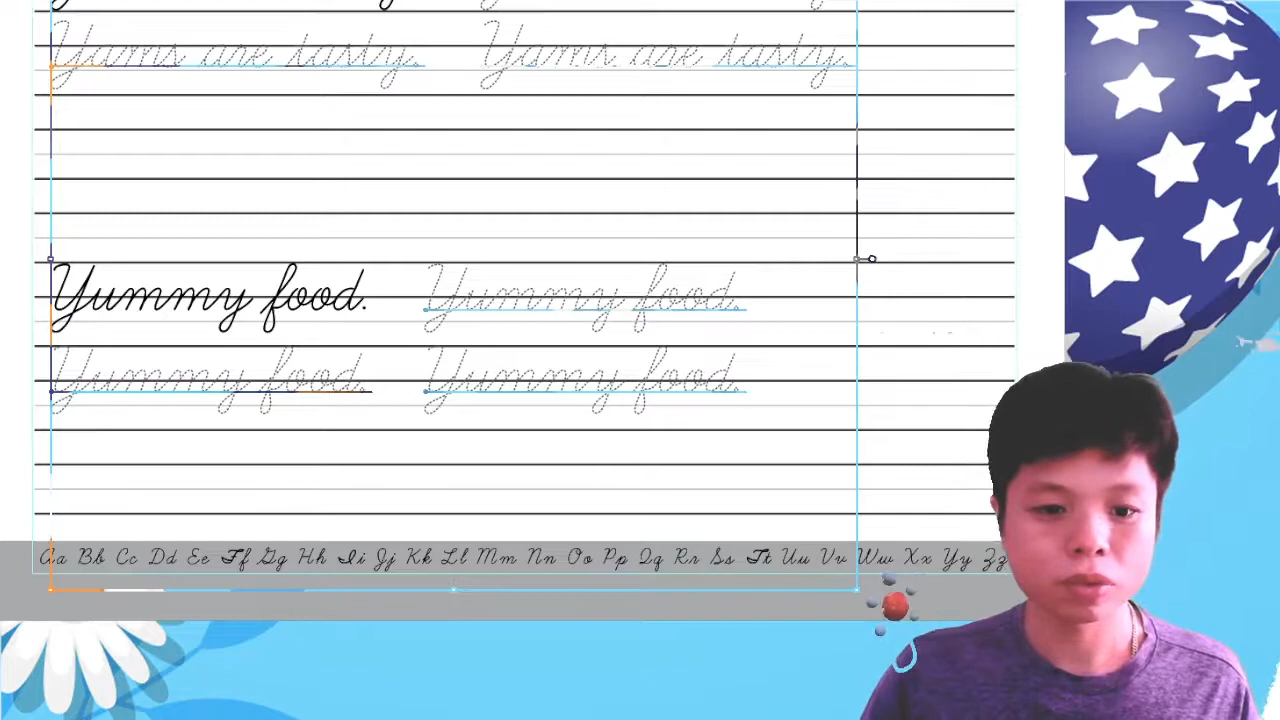 Yams are tasty. Yams are tasty.
Yummy food. Yummy food.
Yummy food. Yummy food.
Aa Bb Cc Dd Ee Ff Gg Hh Ii Jj Kk Ll Mm Nn Oo Pp Qq Rr Ss Tt Uu Vv Ww Xx Yy Zz